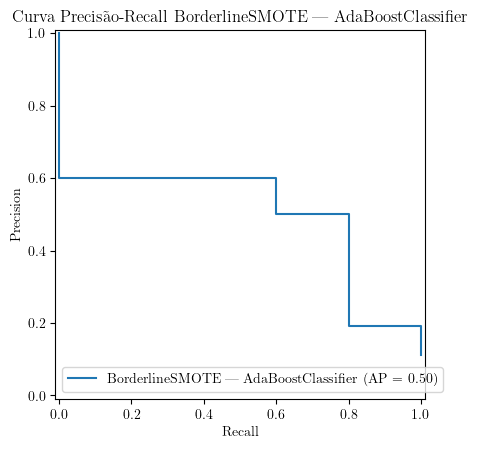 Curva Precisão-Recall BorderlineSMOTE — AdaBoostClassifier
1.0
0.8
0.6
0.4
0.2
0.0
Precision
BorderlineSMOTE — AdaBoostClassifier (AP = 0.50)
0.0 0.2 0.4 0.6 0.8 1.0
Recall